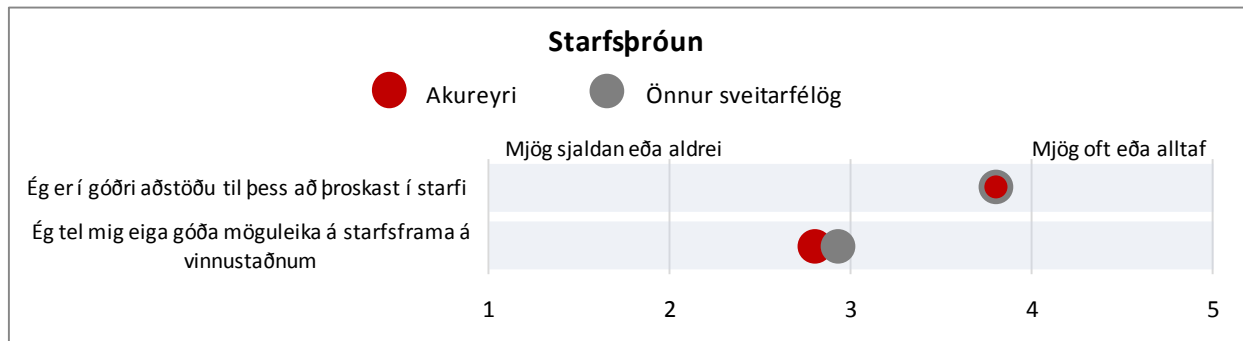 Starfsþróun
Akureyri
Önnur sveitarfélög
Mjög sjaldan eða aldrei
Mjög oft eða alltaf
Ég er í góðri aðstöðu til þess að þroskast í starfi
Ég tel mig eiga góða möguleika á starfsframa á
vinnustaðnum
1 2 3 4 5